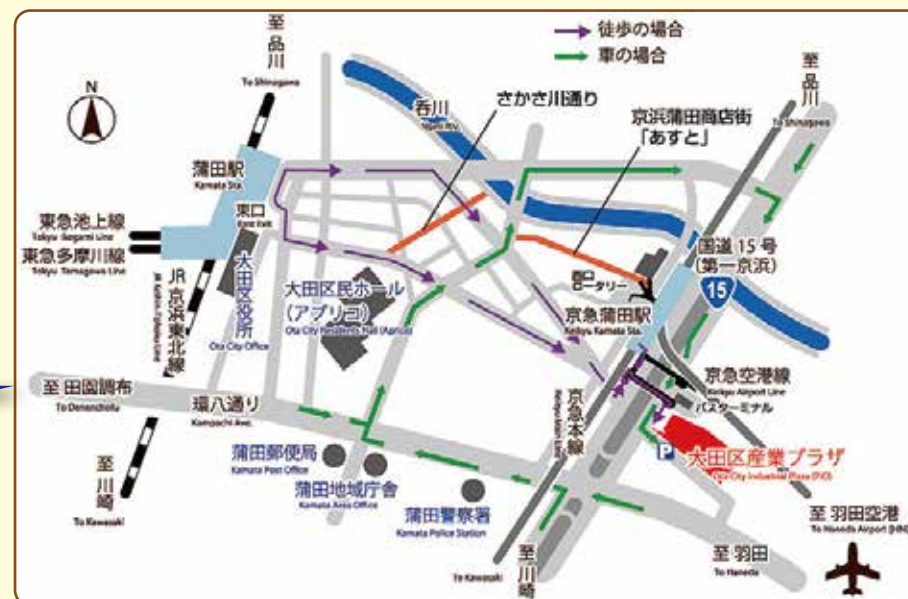 徒歩の場合
車の場合
至 品川
To Shinagawa
N
さかさ川通り
呑川
Nomi Riv.
京浜蒲田商店街
「あすと」
至 品川
To Shinagawa
蒲田駅
Kamata Sta.
東口
East Exit
東急池上線
Tokyu Ikegami Line
東急多摩川線
Tokyu Tamagawa Line
JR京浜東北線
JR Keihin-Tohoku Line
大田区役所
Ota City Office
大田区民ホール
(アプリコ)
Ota City Residents Hall (Aprico)
国道 15 号
(第一京浜)
15
西口
ロータリー
京急蒲田駅
Keikyu Kamata Sta.
京急空港線
Keikyu Airport Line
バスターミナル
至 田園調布
To Denenchofu
環八通り
Kampachi Ave.
京急本線
Keikyu Main Line
P
大田区産業プラザ
Ota City Industrial Plaza (PiO)
蒲田郵便局
Kamata Post Office
蒲田地域庁舎
Kamata Area Office
蒲田警察署
Kamata Police Station
至 川崎
To Kawasaki
To Kawasaki
至 川崎
至 羽田
To Haneda
至 羽田空港
To Haneda Airport (HND)